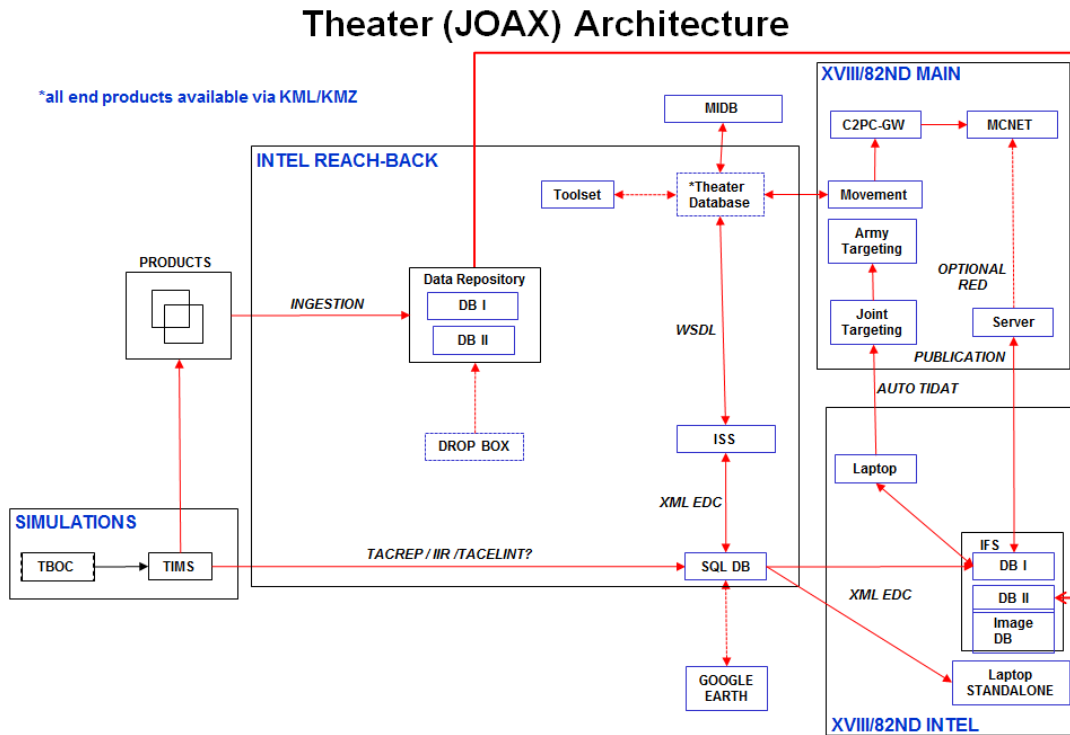 Theater (JOAX) Architecture
*all end products available via KML/KMZ
XVIII/82ND MAIN
MIDB
C2PC-GW
MCNET
INTEL REACH-BACK
Toolset
*Theater
Database
Movement
Army
Targeting
PRODUCTS
Data Repository
OPTIONAL
RED
INGESTION
DB I
DB II
WSDL
Joint
Targeting
Server
PUBLICATION
AUTO TIDAT
DROP BOX
ISS
Laptop
XML EDC
SIMULATIONS
TBOC
TIMS
TACREP / IIR /TACELINT?
SQL DB
IFS
DB I
XML EDC
DB II
Image
DB
GOOGLE
EARTH
Laptop
STANDALONE
XVIII/82ND INTEL